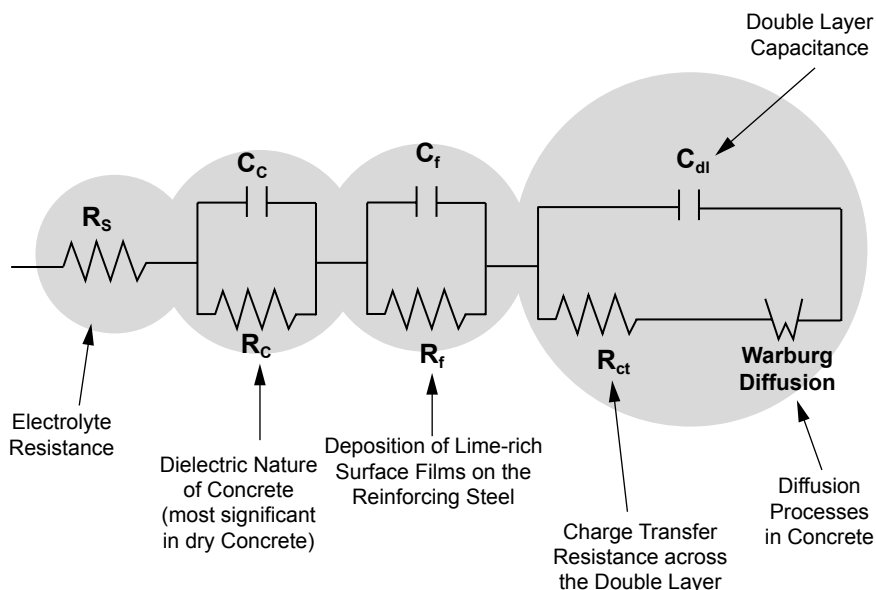 Double Layer
Capacitance
C_C
C_f
C_dl
R_S
R_C
R_f
R_ct
Warburg
Diffusion
Electrolyte
Resistance
Dielectric Nature
of Concrete
(most significant
in dry Concrete)
Deposition of Lime-rich
Surface Films on the
Reinforcing Steel
Charge Transfer
Resistance across
the Double Layer
Diffusion
Processes
in Concrete